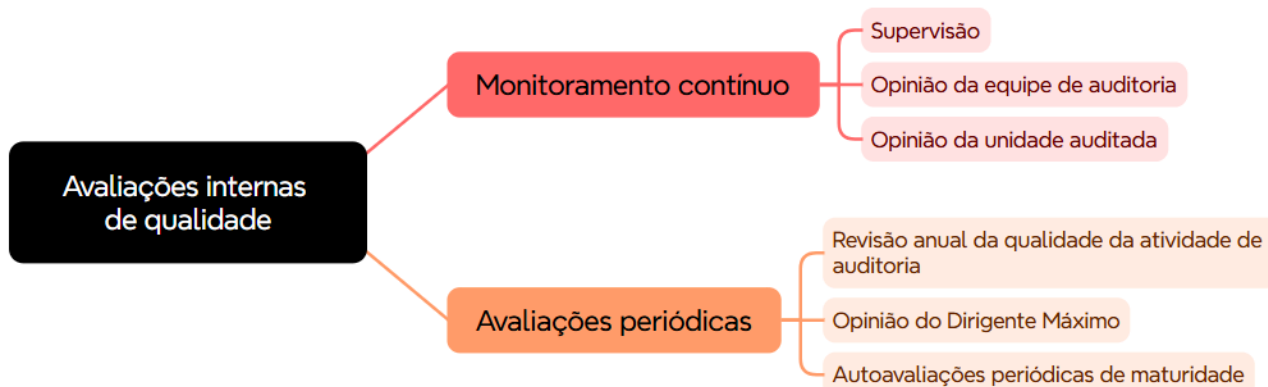 Avaliações internas
de qualidade
Monitoramento contínuo
Supervisão
Opinião da equipe de auditoria
Opinião da unidade auditada
Avaliações periódicas
Revisão anual da qualidade da atividade de
auditoria
Opinião do Dirigente Máximo
Autoavaliações periódicas de maturidade